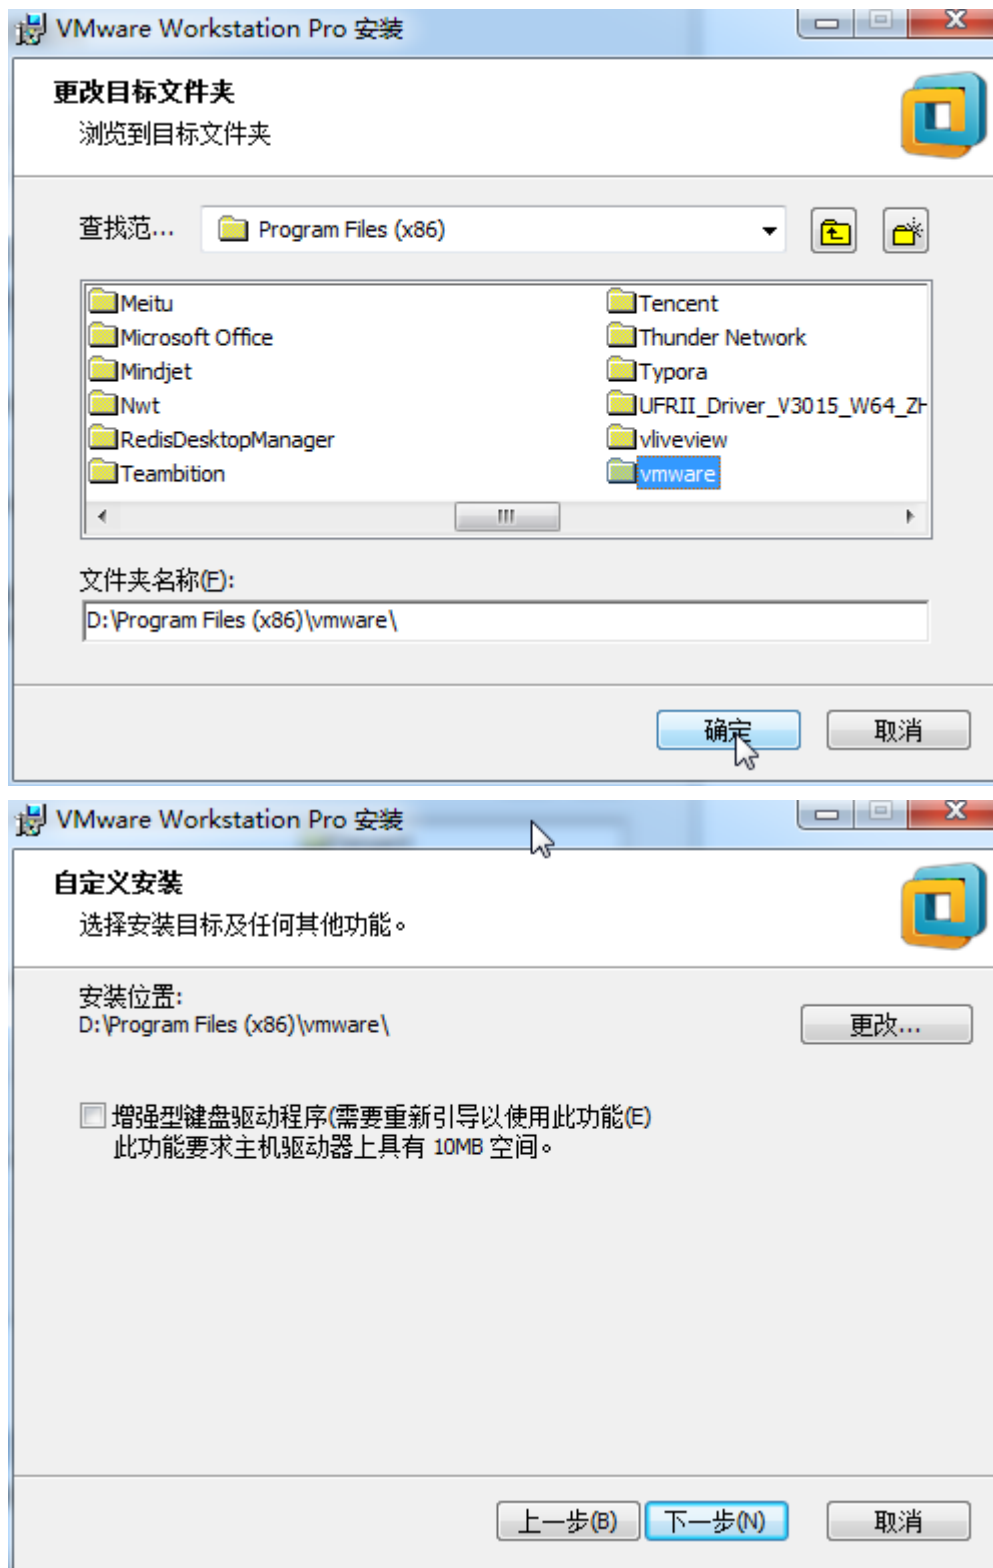 VMware Workstation Pro 安装
更改目标文件夹
浏览到目标文件夹
查找范... Program Files (x86)
Meitu Tencent
Microsoft Office Thunder Network
Mindjet Typora
Nwt UFRII_Driver_V3015_W64_ZH
RedisDesktopManager vliveview
Teambition vmware
文件夹名称(F):
D:\Program Files (x86)\vmware\
确定 取消
VMware Workstation Pro 安装
自定义安装
选择安装目标及任何其他功能。
安装位置:
D:\Program Files (x86)\vmware\ 更改...
增强型键盘驱动程序(需要重新引导以使用此功能(E)
此功能要求主机驱动器上具有 10MB 空间。
上一步(B) 下一步(N) 取消